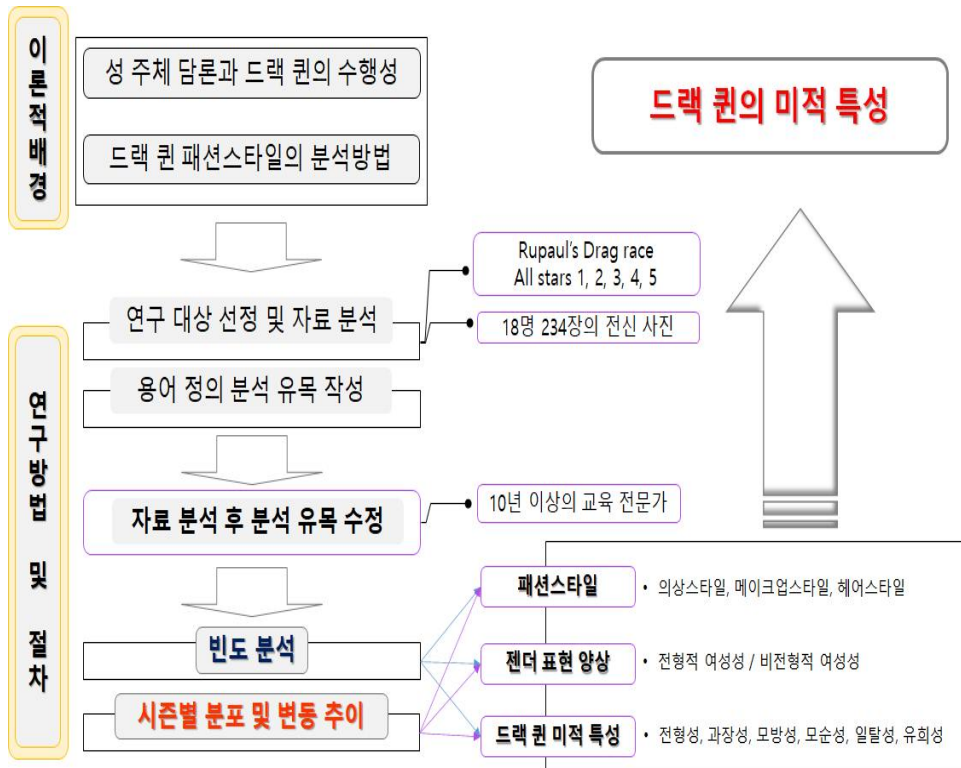 이론적배경
성 주체 담론과 드랙 퀸의 수행성
드랙 퀸 패션스타일의 분석방법
드랙 퀸의 미적 특성
연구방법 및 절차
연구 대상 선정 및 자료 분석
Rupaul's Drag race
All stars 1, 2, 3, 4, 5
18명 234장의 전신 사진
용어 정의 분석 유목 작성
자료 분석 후 분석 유목 수정
10년 이상의 교육 전문가
빈도 분석
시즌별 분포 및 변동 추이
패션스타일
• 의상스타일, 메이크업스타일, 헤어스타일
젠더 표현 양상
• 전형적 여성성 / 비전형적 여성성
드랙 퀸 미적 특성
• 전형성, 과장성, 모방성, 모순성, 일탈성, 유희성